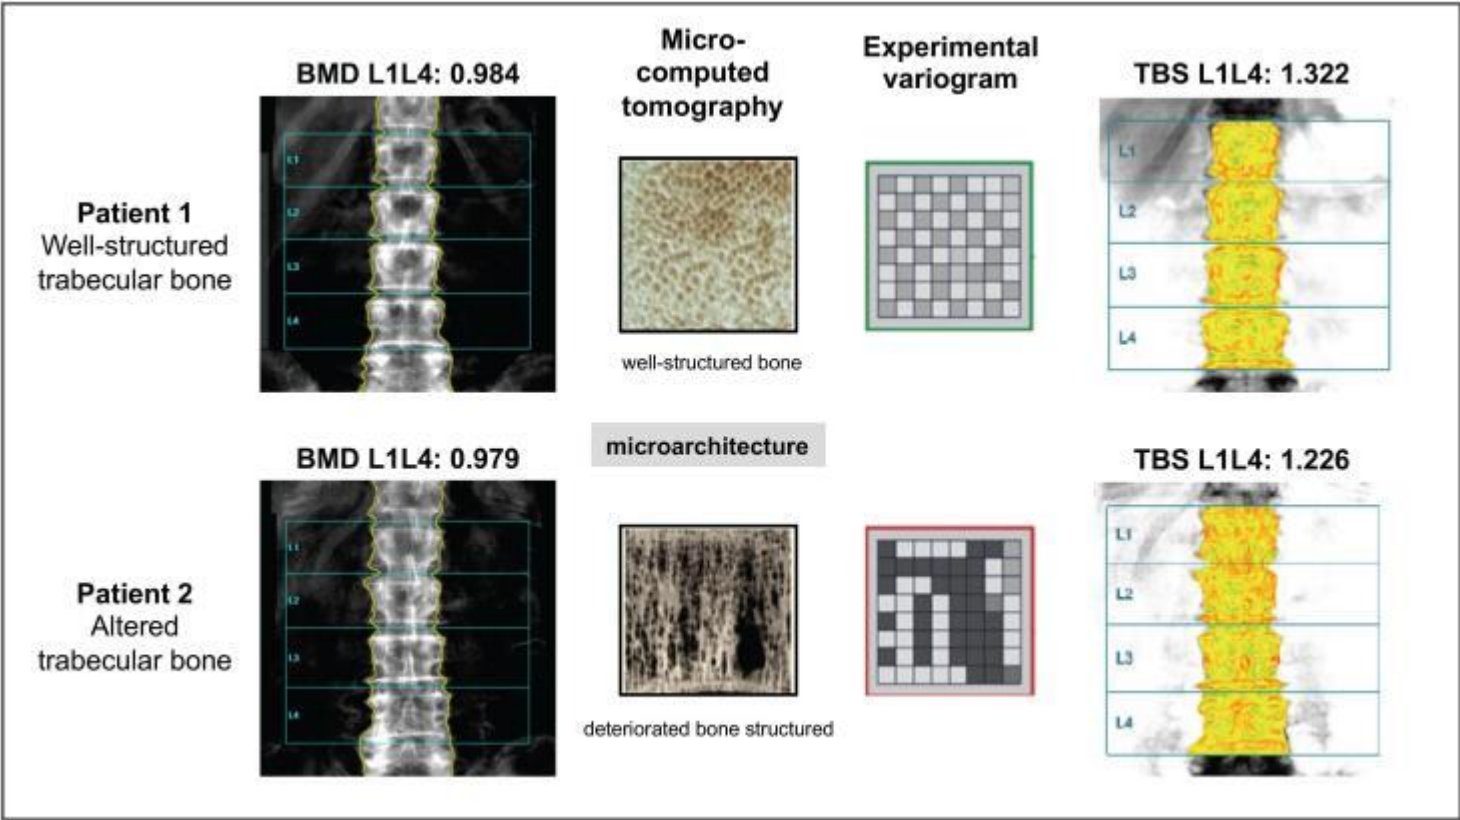 Micro-
computed
tomography
Experimental
variogram
BMD L1L4: 0.984
TBS L1L4: 1.322
Patient 1
Well-structured
trabecular bone
L1
L2
L3
L4
L1
L2
L3
L4
well-structured bone
microarchitecture
BMD L1L4: 0.979
TBS L1L4: 1.226
Patient 2
Altered
trabecular bone
L1
L2
L3
L4
L1
L2
L3
L4
deteriorated bone structured